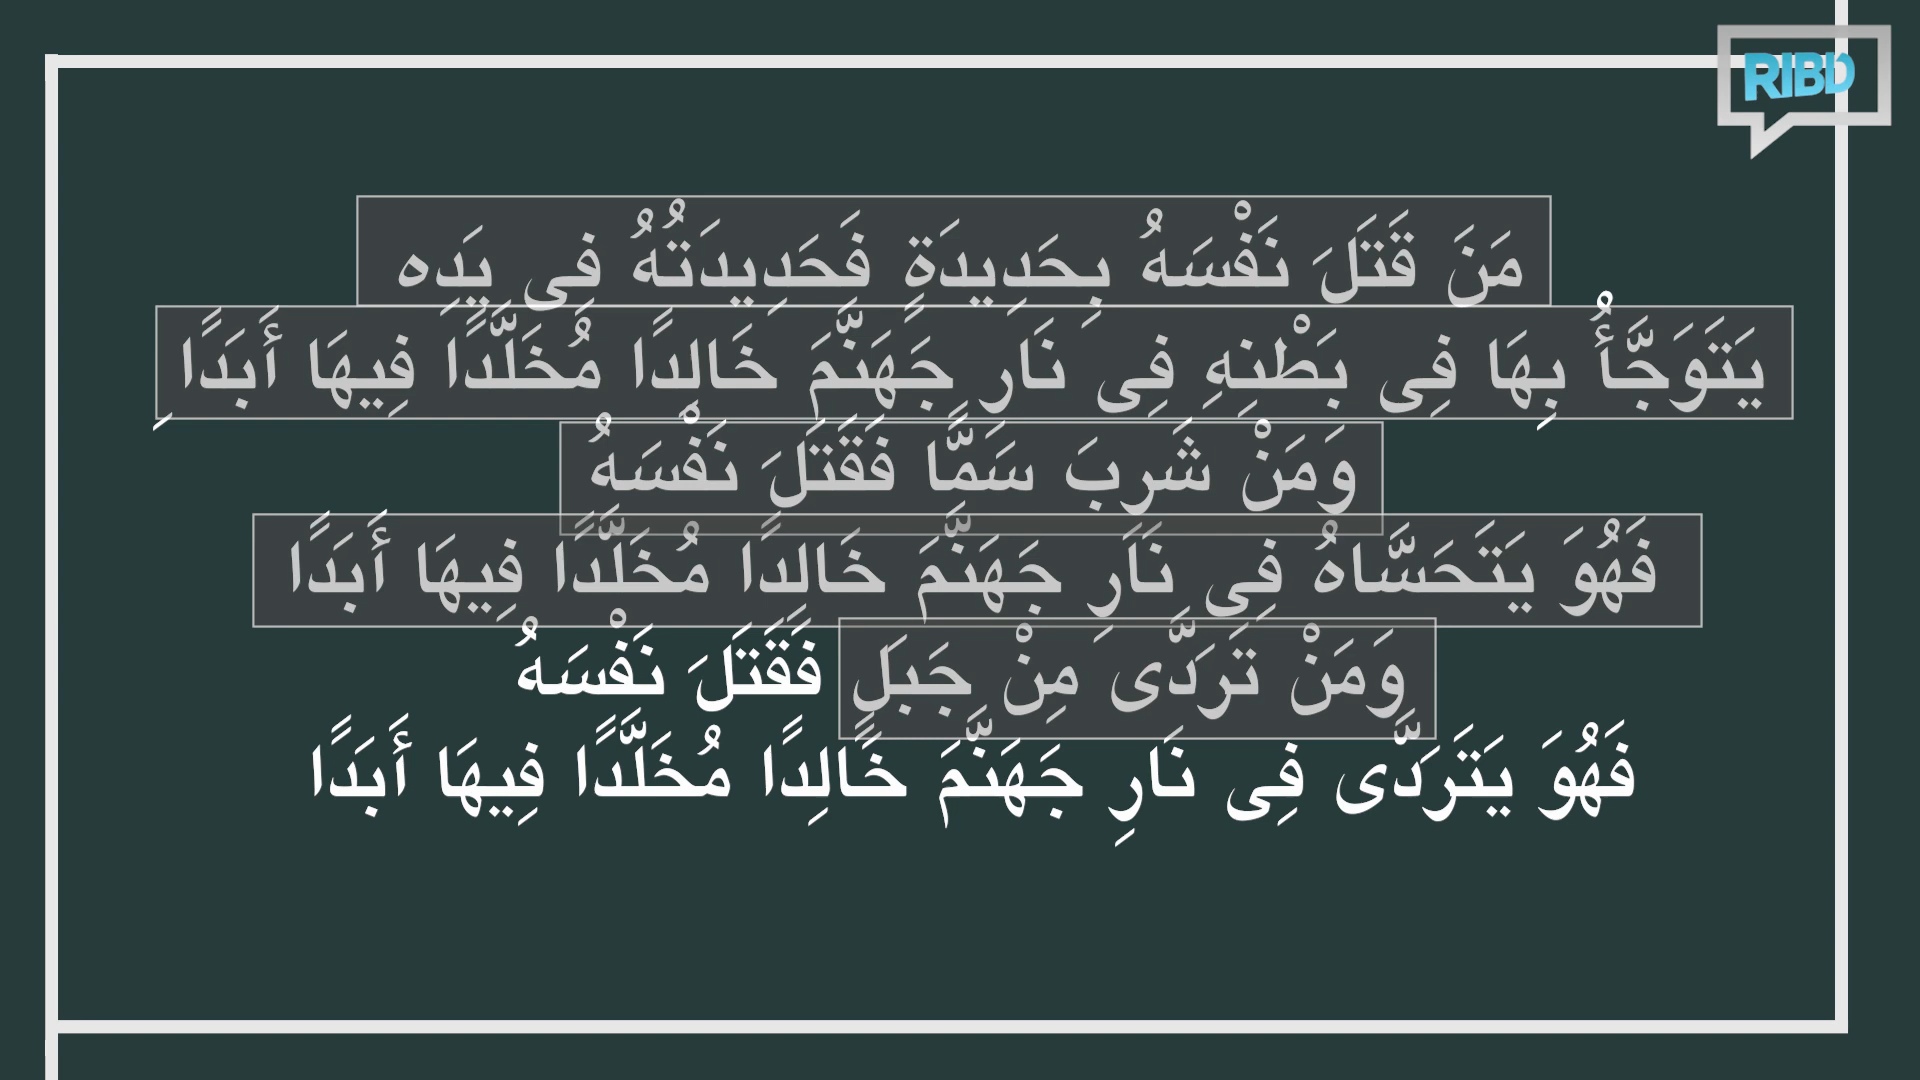 RIBD
مَنَ قَتَلَ نَفْسَهُ بِحَدِيدَةٍ فَحَدِيدَتُهُ فِى يَدِه
يَتَوَجَّأُ بِهَا فِى بَطْنِهِ فِى نَارِ جَهَنَّمَ خَالِدًا مُخَلَّدًا فِيهَا أَبَدًا
وَمَنْ شَرِبَ سَمًّا فَقَتَلَ نَفْسَهُ
فَهُوَ يَتَحَسَّاهُ فِى نَارِ جَهَنَّمَ خَالِدًا مُخَلَّدًا فِيهَا أَبَدًا
وَمَنْ تَرَدَّى مِنْ جَبَلٍ فَقَتَلَ نَفْسَهُ
فَهُوَ يَتَرَدَّى فِى نَارِ جَهَنَّمَ خَالِدًا مُخَلَّدًا فِيهَا أَبَدًا